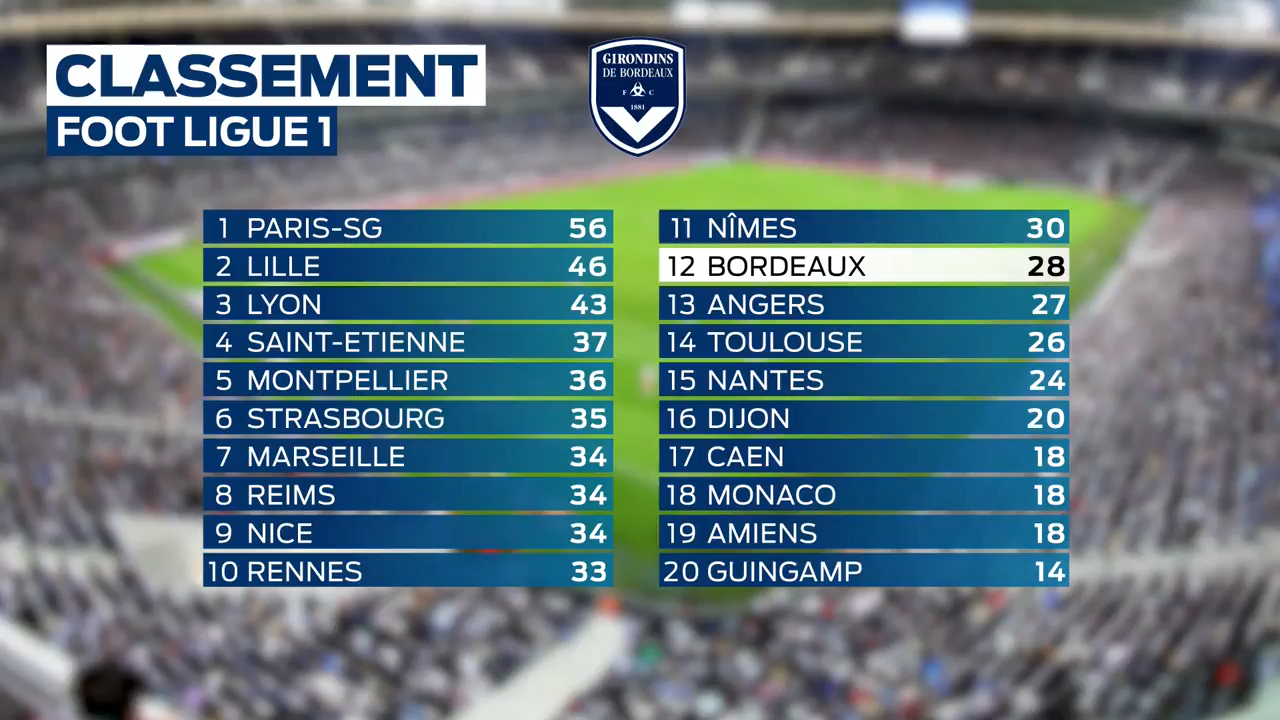 CLASSEMENT
FOOT LIGUE 1
GIRONDINS
DE BORDEAUX
F C
1881
1 PARIS-SG 56
2 LILLE 46
3 LYON 43
4 SAINT-ETIENNE 37
5 MONTPELLIER 36
6 STRASBOURG 35
7 MARSEILLE 34
8 REIMS 34
9 NICE 34
10 RENNES 33
11 NÎMES 30
12 BORDEAUX 28
13 ANGERS 27
14 TOULOUSE 26
15 NANTES 24
16 DIJON 20
17 CAEN 18
18 MONACO 18
19 AMIENS 18
20 GUINGAMP 14